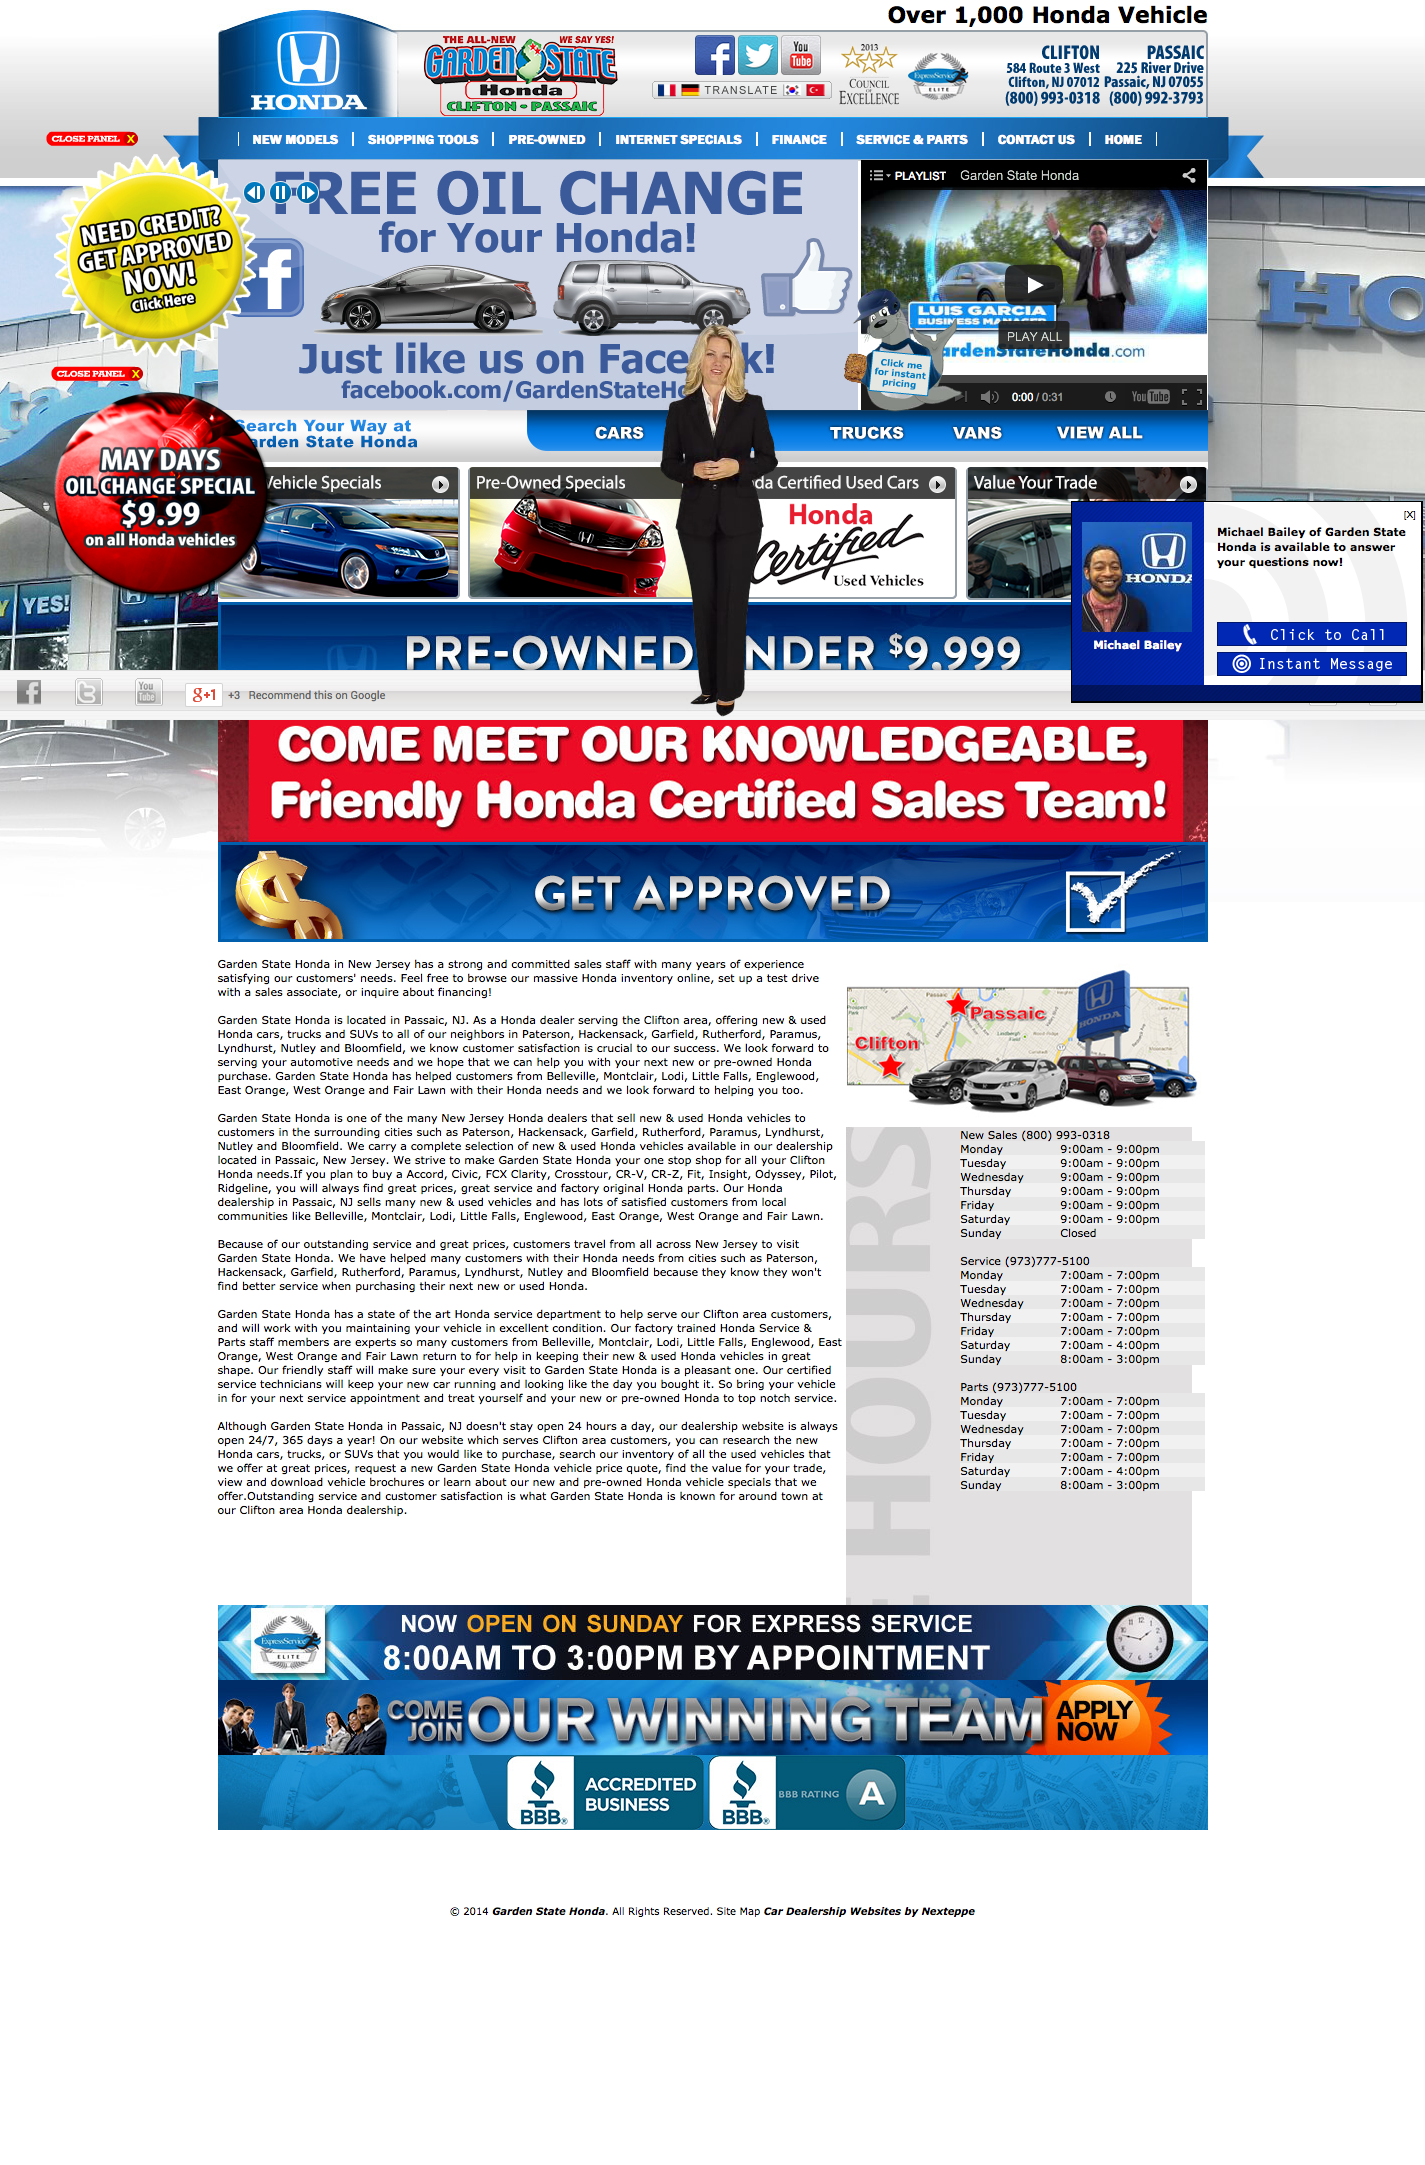 Over 1,000 Honda Vehicle
HONDA
THE ALL-NEW WE SAY YES!
GARDEN STATE
Honda
CLIFTON - PASSAIC
You
Tube
TRANSLATE
2013
COUNCIL
of
EXCELLENCE
ExpressService
ELITE
CLIFTON
584 Route 3 West
Clifton, NJ 07012
(800) 993-0318
PASSAIC
225 River Drive
Passaic, NJ 07055
(800) 992-3793
CLOSE PANEL X
NEW MODELS
SHOPPING TOOLS
PRE-OWNED
INTERNET SPECIALS
FINANCE
SERVICE & PARTS
CONTACT US
HOME
NEED CREDIT?
GET APPROVED
NOW!
Click Here
FREE OIL CHANGE
for Your Honda!
Just like us on Face k!
facebook.com/GardenStateHo
PLAYLIST Garden State Honda
LUIS GARCIA
BUSINESS MANAGER
PLAY ALL
ardenStateHonda.com
Click me
for instant
pricing
0:00 / 0:31
YouTube
HO
CLOSE PANEL X
MAY DAYS
OIL CHANGE SPECIAL
$9.99
on all Honda vehicles
Search Your Way at
arden State Honda
CARS
TRUCKS
VANS
VIEW ALL
Vehicle Specials
Pre-Owned Specials
da Certified Used Cars
Value Your Trade
Honda
Certified
Used Vehicles
Y YES!
[X]
Michael Bailey of Garden State
Honda is available to answer
your questions now!
HONDA
Michael Bailey
Click to Call
Instant Message
PRE-OWNED NDER $9,999
You
Tube
g+1 +3 Recommend this on Google
COME MEET OUR KNOWLEDGEABLE,
Friendly Honda Certified Sales Team!
GET APPROVED
Garden State Honda in New Jersey has a strong and committed sales staff with many years of experience
satisfying our customers' needs. Feel free to browse our massive Honda inventory online, set up a test drive
with a sales associate, or inquire about financing!
Garden State Honda is located in Passaic, NJ. As a Honda dealer serving the Clifton area, offering new & used
Honda cars, trucks and SUVs to all of our neighbors in Paterson, Hackensack, Garfield, Rutherford, Paramus,
Lyndhurst, Nutley and Bloomfield, we know customer satisfaction is crucial to our success. We look forward to
serving your automotive needs and we hope that we can help you with your next new or pre-owned Honda
purchase. Garden State Honda has helped customers from Belleville, Montclair, Lodi, Little Falls, Englewood,
East Orange, West Orange and Fair Lawn with their Honda needs and we look forward to helping you too.
Garden State Honda is one of the many New Jersey Honda dealers that sell new & used Honda vehicles to
customers in the surrounding cities such as Paterson, Hackensack, Garfield, Rutherford, Paramus, Lyndhurst,
Nutley and Bloomfield. We carry a complete selection of new & used Honda vehicles available in our dealership
located in Passaic, New Jersey. We strive to make Garden State Honda your one stop shop for all your Clifton
Honda needs.If you plan to buy a Accord, Civic, FCX Clarity, Crosstour, CR-V, CR-Z, Fit, Insight, Odyssey, Pilot,
Ridgeline, you will always find great prices, great service and factory original Honda parts. Our Honda
dealership in Passaic, NJ sells many new & used vehicles and has lots of satisfied customers from local
communities like Belleville, Montclair, Lodi, Little Falls, Englewood, East Orange, West Orange and Fair Lawn.
Because of our outstanding service and great prices, customers travel from all across New Jersey to visit
Garden State Honda. We have helped many customers with their Honda needs from cities such as Paterson,
Hackensack, Garfield, Rutherford, Paramus, Lyndhurst, Nutley and Bloomfield because they know they won't
find better service when purchasing their next new or used Honda.
Garden State Honda has a state of the art Honda service department to help serve our Clifton area customers,
and will work with you maintaining your vehicle in excellent condition. Our factory trained Honda Service &
Parts staff members are experts so many customers from Belleville, Montclair, Lodi, Little Falls, Englewood, East
Orange, West Orange and Fair Lawn return to for help in keeping their new & used Honda vehicles in great
shape. Our friendly staff will make sure your every visit to Garden State Honda is a pleasant one. Our certified
service technicians will keep your new car running and looking like the day you bought it. So bring your vehicle
in for your next service appointment and treat yourself and your new or pre-owned Honda to top notch service.
Although Garden State Honda in Passaic, NJ doesn't stay open 24 hours a day, our dealership website is always
open 24/7, 365 days a year! On our website which serves Clifton area customers, you can research the new
Honda cars, trucks, or SUVs that you would like to purchase, search our inventory of all the used vehicles that
we offer at great prices, request a new Garden State Honda vehicle price quote, find the value for your trade,
view and download vehicle brochures or learn about our new and pre-owned Honda vehicle specials that we
offer.Outstanding service and customer satisfaction is what Garden State Honda is known for around town at
our Clifton area Honda dealership.
Passaic
Clifton
HONDA
HOURS
New Sales (800) 993-0318
Monday 9:00am - 9:00pm
Tuesday 9:00am - 9:00pm
Wednesday 9:00am - 9:00pm
Thursday 9:00am - 9:00pm
Friday 9:00am - 9:00pm
Saturday 9:00am - 9:00pm
Sunday Closed
Service (973)777-5100
Monday 7:00am - 7:00pm
Tuesday 7:00am - 7:00pm
Wednesday 7:00am - 7:00pm
Thursday 7:00am - 7:00pm
Friday 7:00am - 7:00pm
Saturday 7:00am - 4:00pm
Sunday 8:00am - 3:00pm
Parts (973)777-5100
Monday 7:00am - 7:00pm
Tuesday 7:00am - 7:00pm
Wednesday 7:00am - 7:00pm
Thursday 7:00am - 7:00pm
Friday 7:00am - 7:00pm
Saturday 7:00am - 4:00pm
Sunday 8:00am - 3:00pm
ExpressService
ELITE
NOW OPEN ON SUNDAY FOR EXPRESS SERVICE
8:00AM TO 3:00PM BY APPOINTMENT
COME
JOIN
OUR WINNING TEAM
APPLY
NOW
BBB®
ACCREDITED
BUSINESS
BBB®
BBB RATING A
© 2014 Garden State Honda. All Rights Reserved. Site Map Car Dealership Websites by Nexteppe